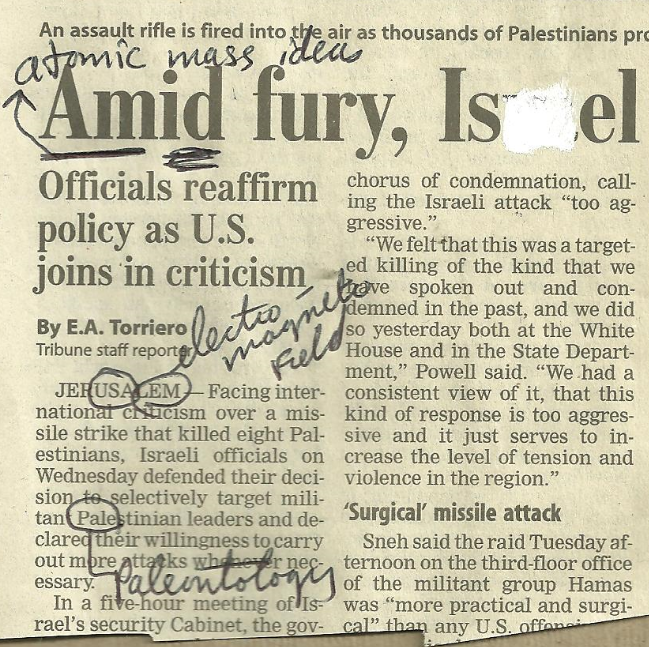 An assault rifle is fired into the air as thousands of Palestinians pro
atomic mass idea
Amid fury, Is el
Officials reaffirm
policy as U.S.
joins in criticism
By E.A. Torriero
Tribune staff reporter
electro-
magnetic
Field
JERUSALEM — Facing inter-
national criticism over a mis-
sile strike that killed eight Pal-
estinians, Israeli officials on
Wednesday defended their deci-
sion to selectively target mili-
tant Palestinian leaders and de-
clared their willingness to carry
out more attacks whenever nec-
essary.
Paleontology
In a five-hour meeting of Is-
rael's security Cabinet, the gov-
chorus of condemnation, call-
ing the Israeli attack "too ag-
gressive."
"We felt that this was a target-
ed killing of the kind that we
have spoken out and con-
demned in the past, and we did
so yesterday both at the White
House and in the State Depart-
ment," Powell said. "We had a
consistent view of it, that this
kind of response is too aggres-
sive and it just serves to in-
crease the level of tension and
violence in the region."
'Surgical' missile attack
Sneh said the raid Tuesday af-
ternoon on the third-floor office
of the militant group Hamas
was "more practical and surgi-
cal" than any U.S. offensi